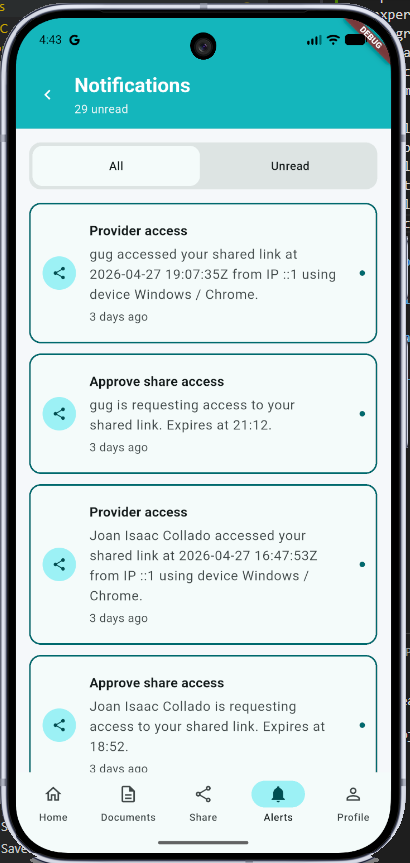 4:43 G
DEBUG
Notifications
29 unread
All
Unread
Provider access
gug accessed your shared link at
2026-04-27 19:07:35Z from IP ::1 using
device Windows / Chrome.
3 days ago
Approve share access
gug is requesting access to your
shared link. Expires at 21:12.
3 days ago
Provider access
Joan Isaac Collado accessed your
shared link at 2026-04-27 16:47:53Z
from IP ::1 using device Windows /
Chrome.
3 days ago
Approve share access
Joan Isaac Collado is requesting
access to your shared link. Expires at
18:52.
3 days ago
Home
Documents
Share
Alerts
Profile